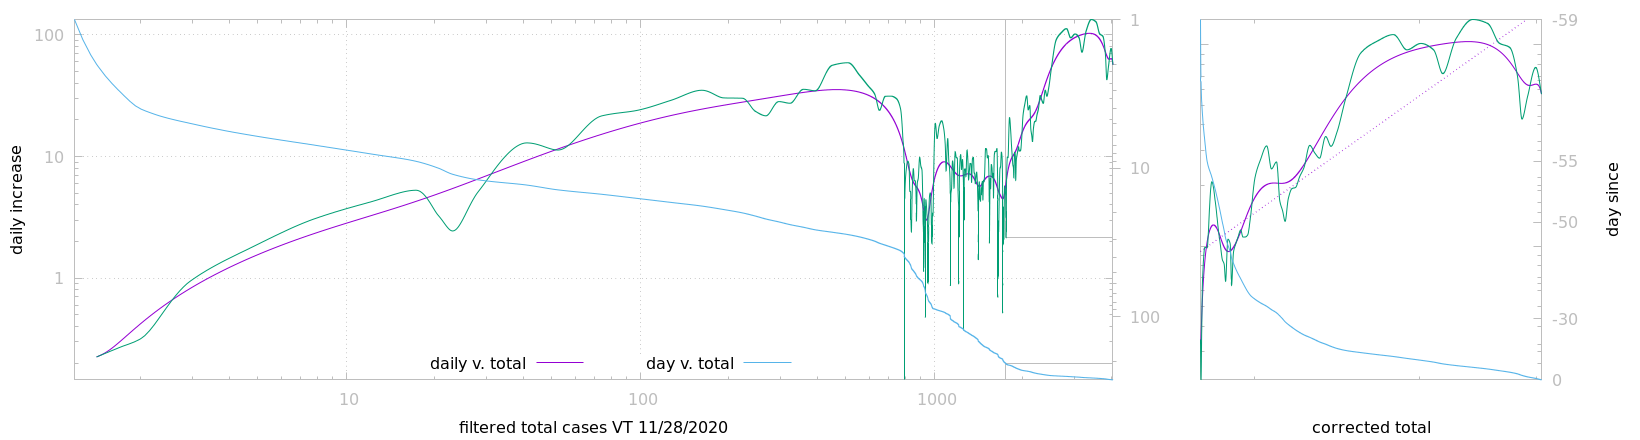 daily increase
100
10
1
10
100
1000
filtered total cases VT 11/28/2020
daily v. total
day v. total
1
10
100
-59
-55
-50
-30
0
day since
corrected total